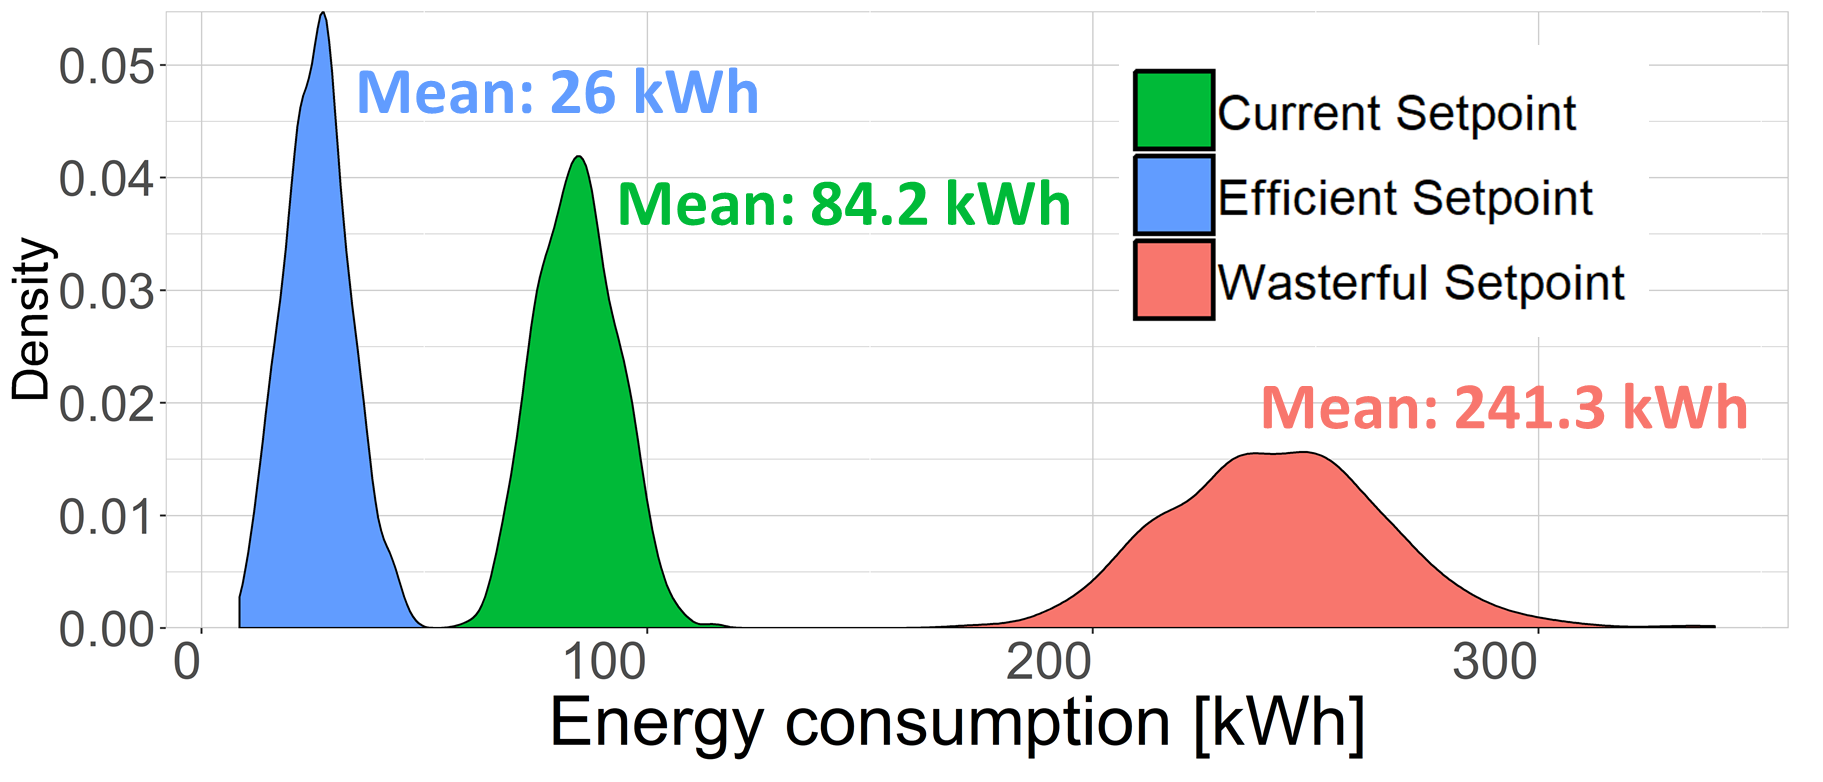 0.05
0.04
0.03
0.02
0.01
0.00
Density
Mean: 26 kWh
Mean: 84.2 kWh
Mean: 241.3 kWh
Current Setpoint
Efficient Setpoint
Wasterful Setpoint
0 100 200 300
Energy consumption [kWh]